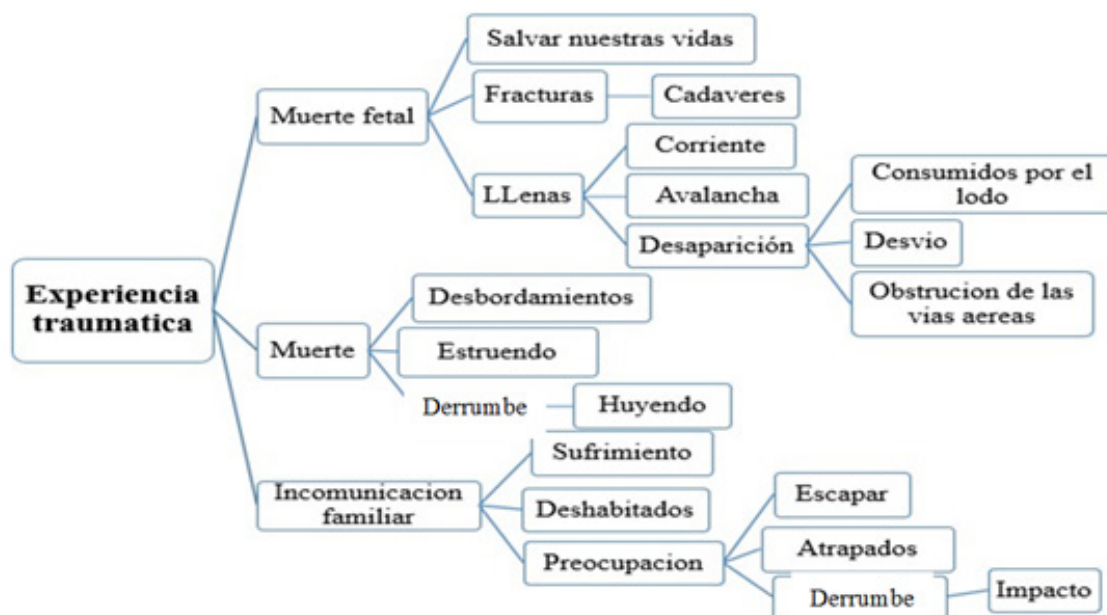 Salvar nuestras vidas
Fracturas
Cadaveres
Muerte fetal
Corriente
LLenas
Avalancha
Consumidos por el
lodo
Desaparición
Desvio
Obstrucion de las
vias aereas
Experiencia
traumatica
Desbordamientos
Muerte
Estruendo
Derrumbe
Huyendo
Sufrimiento
Incomunicacion
familiar
Deshabitados
Escapar
Preocupacion
Atrapados
Derrumbe
Impacto